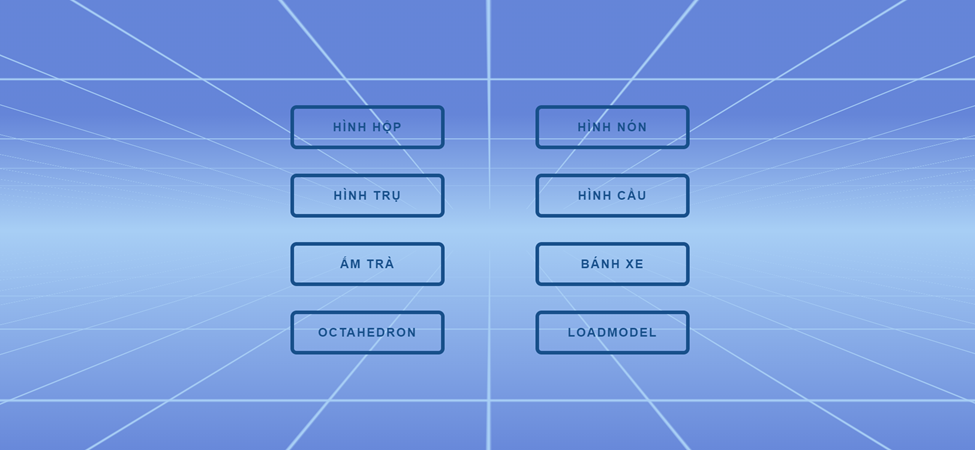 HÌNH HỘP
HÌNH NÓN
HÌNH TRỤ
HÌNH CẦU
ẤM TRÀ
BÁNH XE
OCTAHEDRON
LOADMODEL